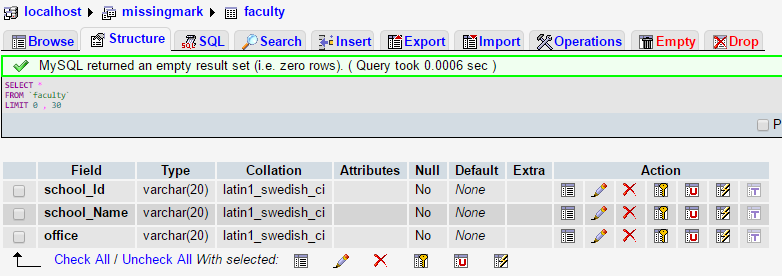 localhost missingmark faculty
Browse Structure SQL Search Insert Export Import Operations Empty Drop
MySQL returned an empty result set (i.e. zero rows). ( Query took 0.0006 sec )
SELECT *
FROM `faculty`
LIMIT 0 , 30
P
Field Type Collation Attributes Null Default Extra Action
school_Id varchar(20) latin1_swedish_ci No None
school_Name varchar(20) latin1_swedish_ci No None
office varchar(20) latin1_swedish_ci No None
Check All / Uncheck All With selected: